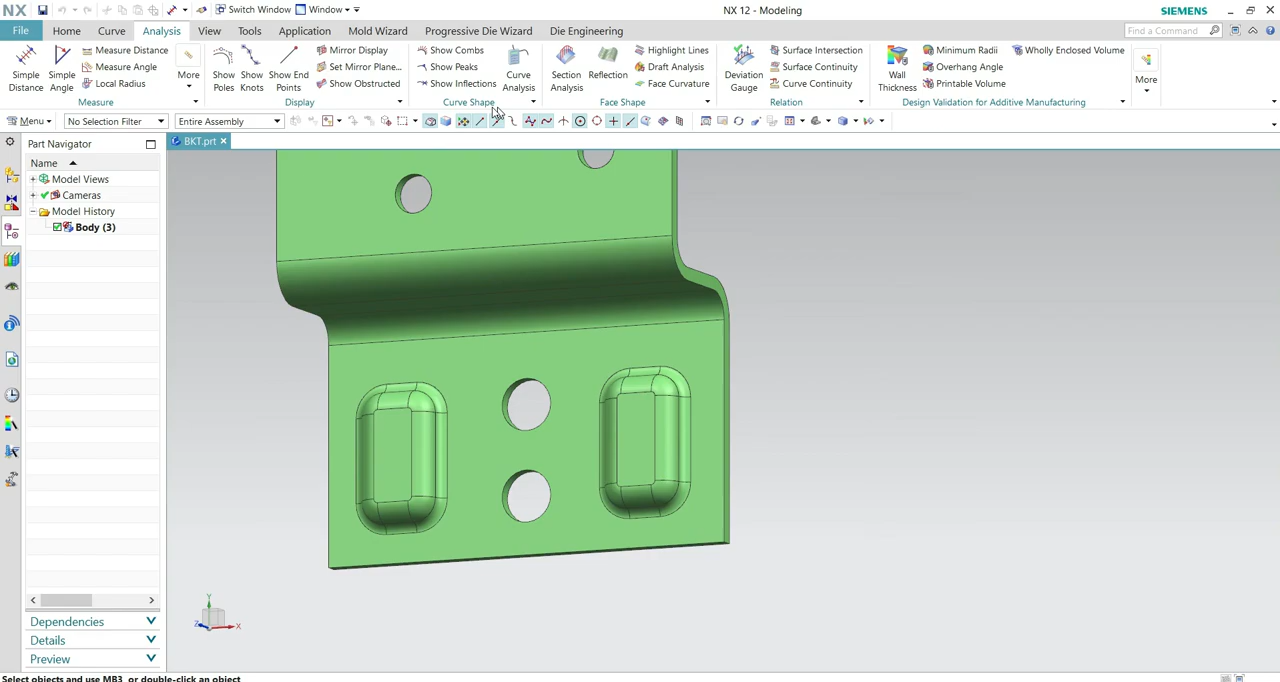 NX
Switch Window
Window
NX 12 - Modeling
SIEMENS
File
Home
Curve
Analysis
View
Tools
Application
Mold Wizard
Progressive Die Wizard
Die Engineering
Find a Command
Simple Distance
Simple Angle
Measure Distance
Measure Angle
Local Radius
More
Measure
Show Poles
Show Knots
Show End Points
Mirror Display
Set Mirror Plane...
Show Obstructed
Display
Show Combs
Show Peaks
Show Inflections
Curve Analysis
Curve Shape
Section Analysis
Reflection
Highlight Lines
Draft Analysis
Face Curvature
Face Shape
Deviation Gauge
Surface Intersection
Surface Continuity
Curve Continuity
Relation
Wall Thickness
Minimum Radii
Overhang Angle
Printable Volume
Wholly Enclosed Volume
Design Validation for Additive Manufacturing
More
Menu
No Selection Filter
Entire Assembly
Part Navigator
BKT.prt
Name
Model Views
Cameras
Model History
Body (3)
Y
Z
X
Dependencies
Details
Preview
Select objects and use MB3, or double-click an object